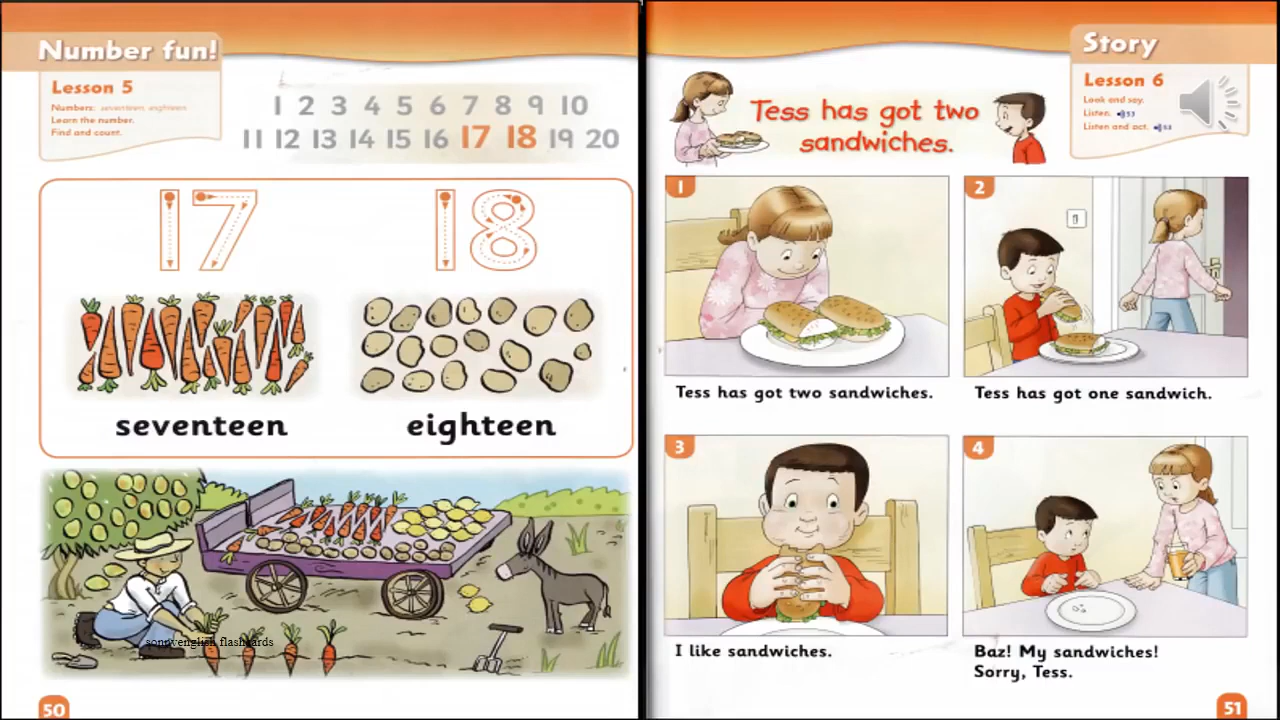 Number fun!
Lesson 5
Numbers: seventeen, eighteen
Learn the number.
Find and count.
1 2 3 4 5 6 7 8 9 10
11 12 13 14 15 16 17 18 19 20
17 18
seventeen eighteen
sonnyenglish flashcards
50
Story
Lesson 6
Look and say.
Listen. 53
Listen and act. 53
Tess has got two
sandwiches.
1
Tess has got two sandwiches.
2
Tess has got one sandwich.
3
I like sandwiches.
4
Baz! My sandwiches!
Sorry, Tess.
51